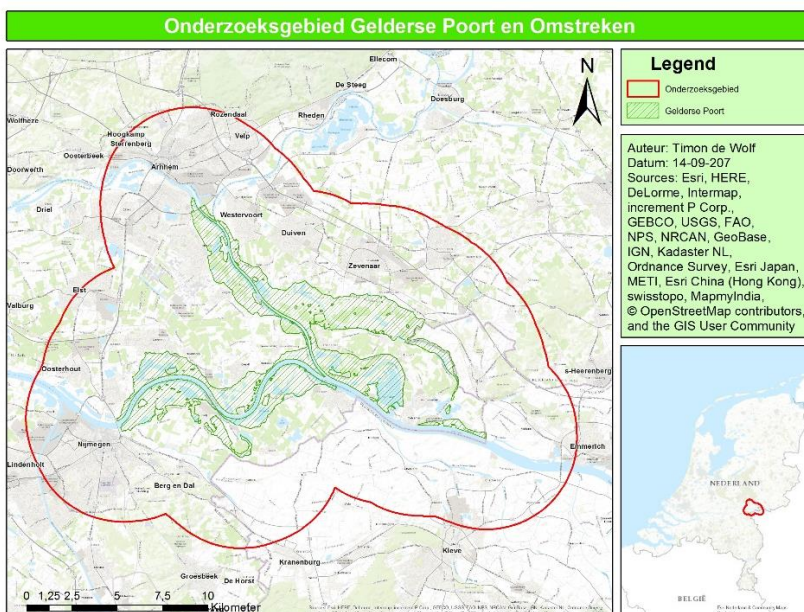 Onderzoeksgebied Gelderse Poort en Omstreken
Ellecom
De Steeg
Rozendaal
Rheden
Doesburg
Wolfheze
Velp
Hoogkamp
Sterrenberg
Oosterbeek
Arnhem
Doorwerth
Driel
Westervoort
Duiven
Zevenaar
Elst
Valburg
Oosterhout
s-Heerenberg
Nijmegen
Emmerich
Lindenholt
Berg en Dal
Kleve
Kranenburg
Groesbeek
De Horst
N
0 1,25 2,5 5 7,5 10
Kilometer
Legend
Onderzoeksgebied
Gelderse Poort
Auteur: Timon de Wolf
Datum: 14-09-207
Sources: Esri, HERE,
DeLorme, Intermap,
increment P Corp.,
GEBCO, USGS, FAO,
NPS, NRCAN, GeoBase,
IGN, Kadaster NL,
Ordnance Survey, Esri Japan,
METI, Esri China (Hong Kong),
swisstopo, MapmyIndia,
© OpenStreetMap contributors,
and the GIS User Community
NEDERLAND
BELGIË